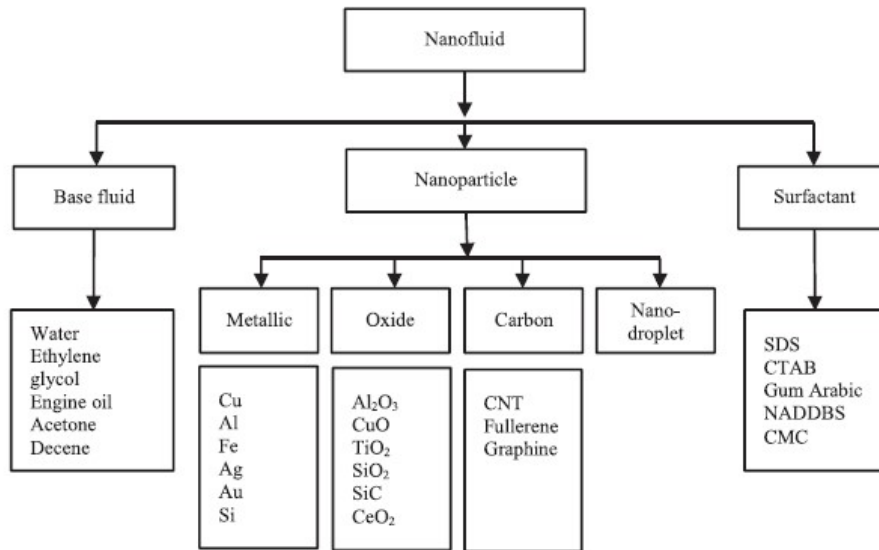 Nanofluid
Base fluid
Nanoparticle
Surfactant
Metallic
Oxide
Carbon
Nano-
droplet
Water
Ethylene
glycol
Engine oil
Acetone
Decene
Cu
Al
Fe
Ag
Au
Si
Al₂O₃
CuO
TiO₂
SiO₂
SiC
CeO₂
CNT
Fullerene
Graphine
SDS
CTAB
Gum Arabic
NADDBS
CMC